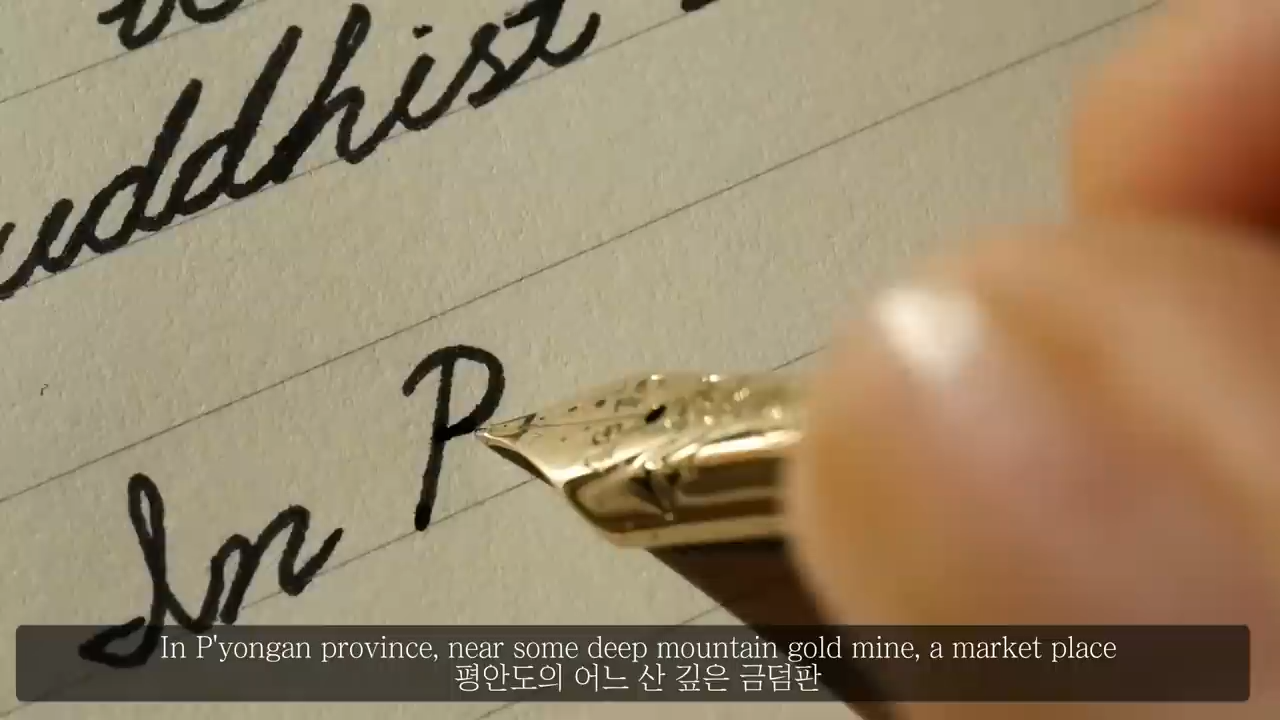 uddhist
In P
In P'yongan province, near some deep mountain gold mine, a market place
평안도의 어느 산 깊은 금덤판